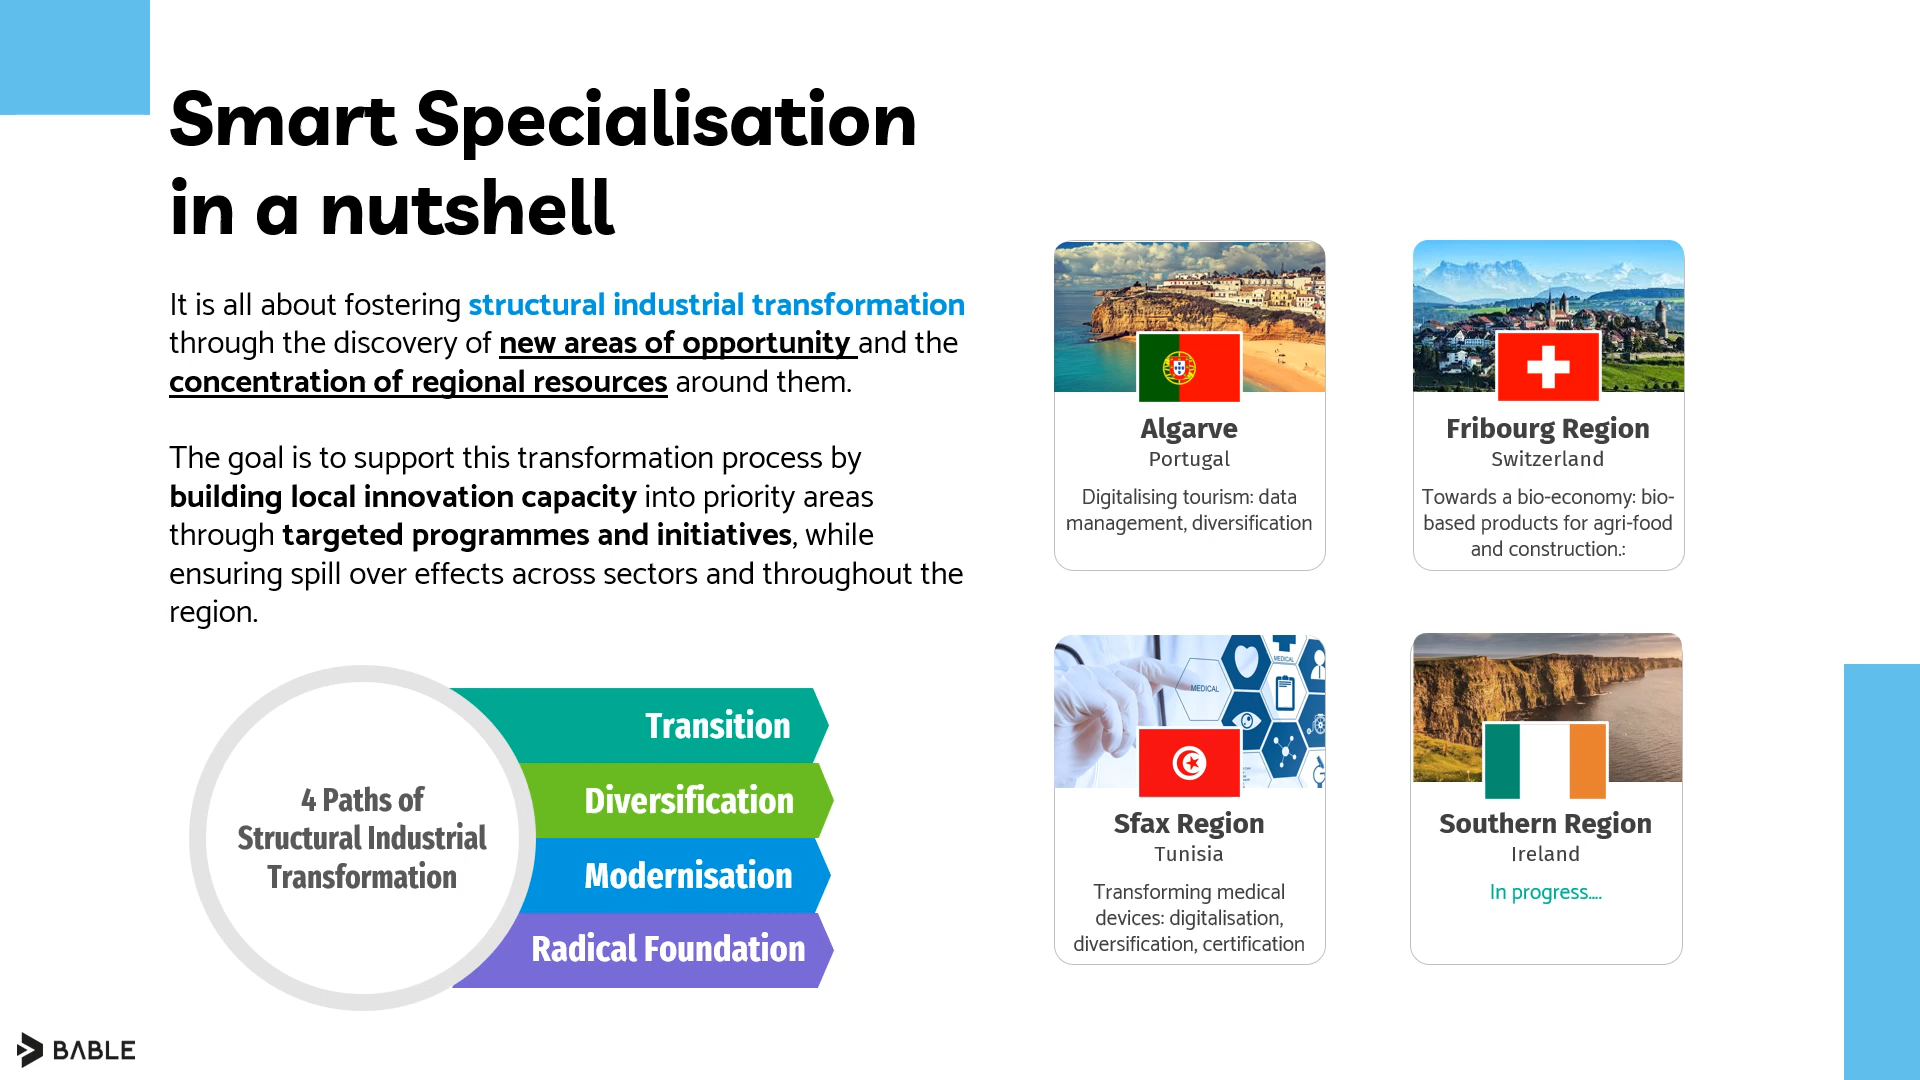 Smart Specialisation
in a nutshell
It is all about fostering structural industrial transformation
through the discovery of new areas of opportunity and the
concentration of regional resources around them.
The goal is to support this transformation process by
building local innovation capacity into priority areas
through targeted programmes and initiatives, while
ensuring spill over effects across sectors and throughout the
region.
4 Paths of
Structural Industrial
Transformation
Transition
Diversification
Modernisation
Radical Foundation
Algarve
Portugal
Digitalising tourism: data
management, diversification
Fribourg Region
Switzerland
Towards a bio-economy: bio-
based products for agri-food
and construction.:
MEDICAL
MEDICAL
Sfax Region
Tunisia
Transforming medical
devices: digitalisation,
diversification, certification
Southern Region
Ireland
In progress....
BABLE